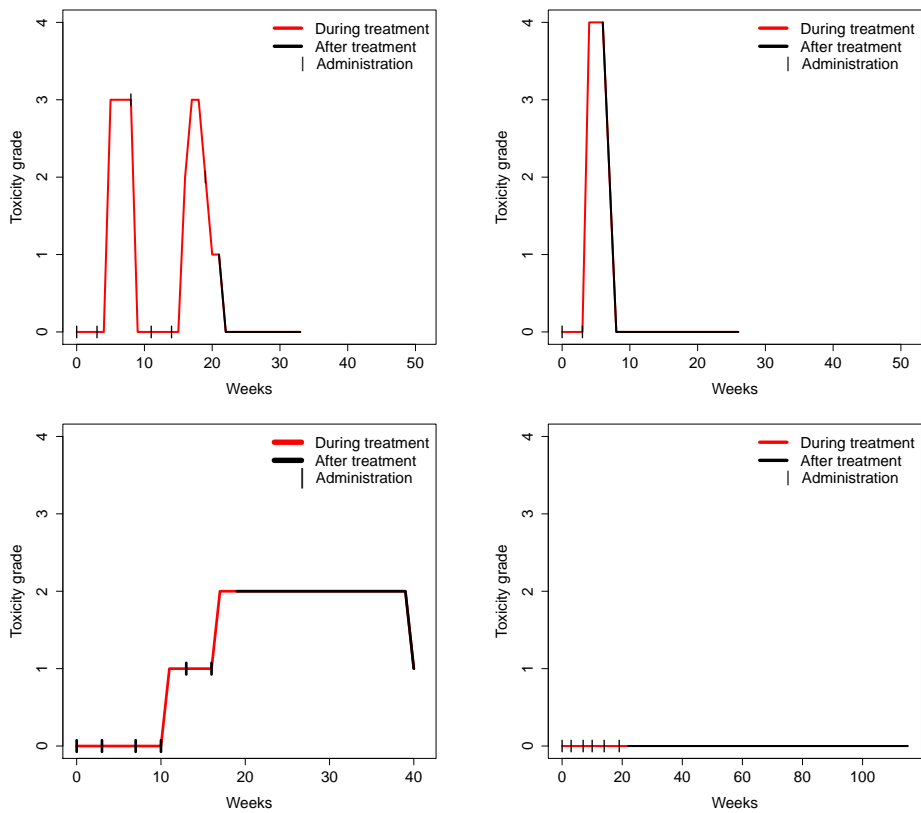 During treatment
After treatment
Administration
Toxicity grade
0 1 2 3 4
0 10 20 30 40 50
Weeks
During treatment
After treatment
Administration
Toxicity grade
0 1 2 3 4
0 10 20 30 40 50
Weeks
During treatment
After treatment
Administration
Toxicity grade
0 1 2 3 4
0 10 20 30 40
Weeks
During treatment
After treatment
Administration
Toxicity grade
0 1 2 3 4
0 20 40 60 80 100
Weeks